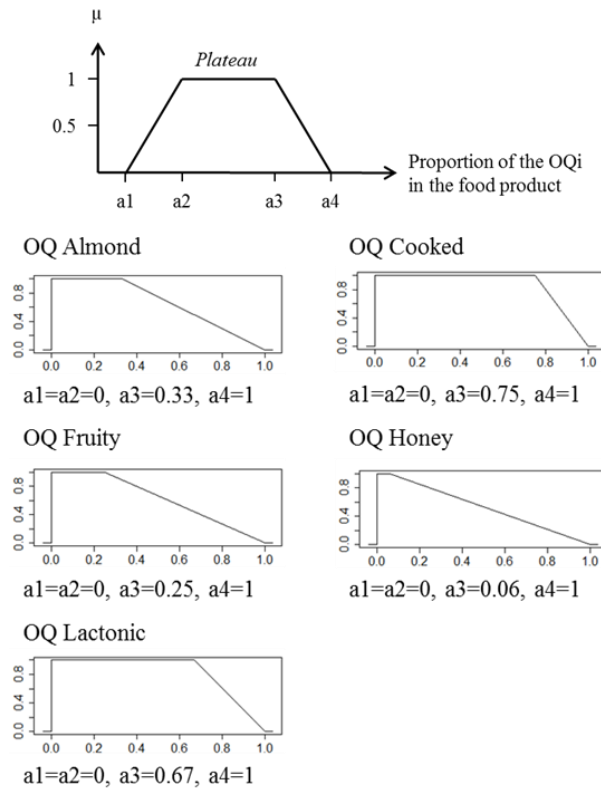 μ
Plateau
1
0.5
a1 a2 a3 a4
Proportion of the OQi
in the food product
OQ Almond
0.0 0.4 0.8
0.0 0.2 0.4 0.6 0.8 1.0
a1=a2=0, a3=0.33, a4=1
OQ Cooked
0.0 0.4 0.8
0.0 0.2 0.4 0.6 0.8 1.0
a1=a2=0, a3=0.75, a4=1
OQ Fruity
0.0 0.4 0.8
0.0 0.2 0.4 0.6 0.8 1.0
a1=a2=0, a3=0.25, a4=1
OQ Honey
0.0 0.4 0.8
0.0 0.2 0.4 0.6 0.8 1.0
a1=a2=0, a3=0.06, a4=1
OQ Lactonic
0.0 0.4 0.8
0.0 0.2 0.4 0.6 0.8 1.0
a1=a2=0, a3=0.67, a4=1